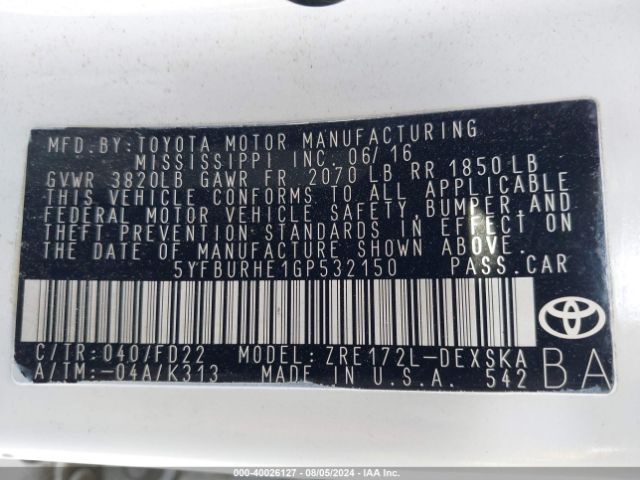 MFD.BY:TOYOTA MOTOR MANUFACTURING
MISSISSIPPI INC. 06/16
GVWR 3820LB GAWR FR 2070 LB RR 1850LB
THIS VEHICLE CONFORMS TO ALL APPLICABLE
FEDERAL MOTOR VEHICLE SAFETY,BUMPER,AND
THEFT PREVENTION STANDARDS IN EFFECT ON
THE DATE OF MANUFACTURE SHOWN ABOVE.
5YFBURHE1GP532150 PASS.CAR
TOYOTA
C/TR:040/FD22 MODEL:ZRE172L-DEXSKA
A/TM:-04A/K313 MADE IN U.S.A. 542 BA
000-40026127 - 08/05/2024 - IAA Inc.